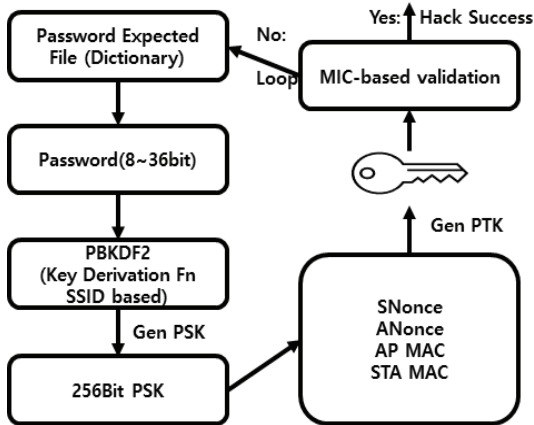 Password Expected
File (Dictionary)
Password(8~36bit)
PBKDF2
(Key Derivation Fn
SSID based)
Gen PSK
256Bit PSK
SNonce
ANonce
AP MAC
STA MAC
Gen PTK
MIC-based validation
No:
Loop
Yes: Hack Success